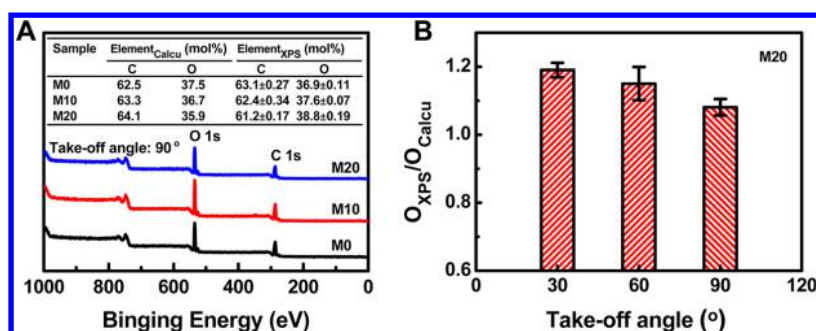 A
Sample Element_Calcu (mol%) Element_XPS (mol%)
C O C O
M0 62.5 37.5 63.1±0.27 36.9±0.11
M10 63.3 36.7 62.4±0.34 37.6±0.07
M20 64.1 35.9 61.2±0.17 38.8±0.19
Take-off angle: 90 o
O 1s
C 1s
M20
M10
M0
1000 800 600 400 200 0
Binging Energy (eV)
B
M20
O_XPS/O_Calcu
1.2
1.0
0.8
0.6
0 30 60 90 120
Take-off angle (o)